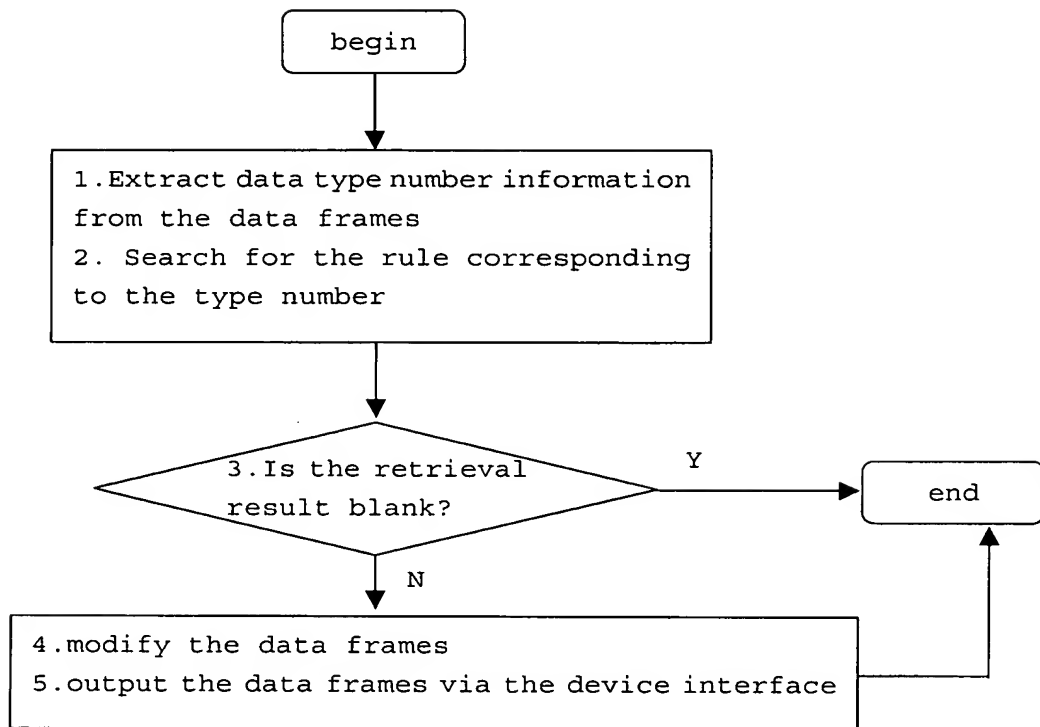 begin
1.Extract data type number information
from the data frames
2. Search for the rule corresponding
to the type number
3.Is the retrieval
result blank?
Y
end
N
4.modify the data frames
5.output the data frames via the device interface